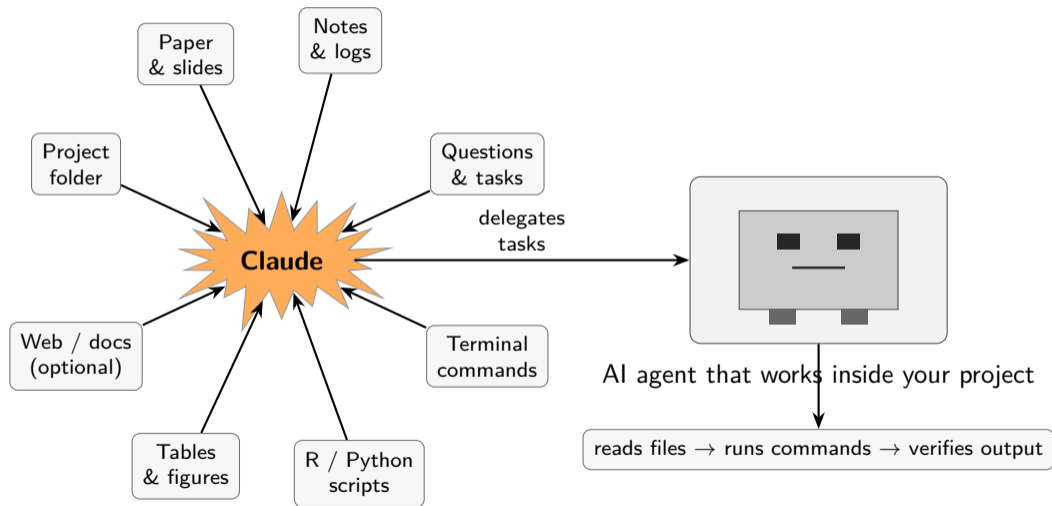 Notes
& logs
Paper
& slides
Project
folder
Questions
& tasks
delegates
tasks
Claude
Web / docs
(optional)
Terminal
commands
AI agent that works inside your project
Tables
& figures
R / Python
scripts
reads files → runs commands → verifies output